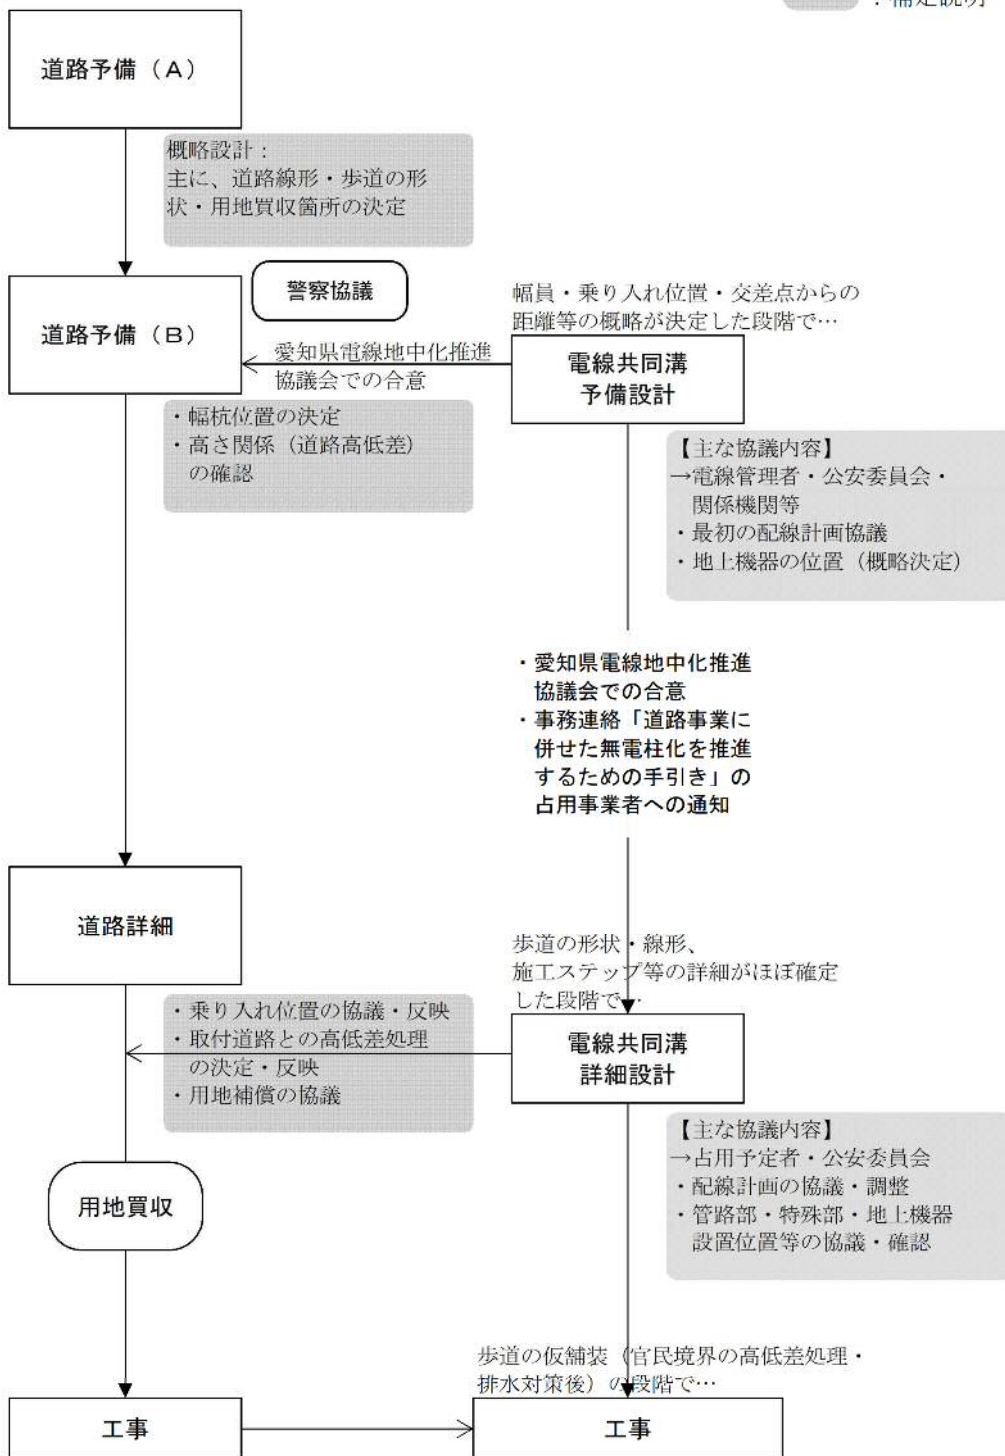 ：補足説明
道路予備（Ａ）
概略設計：
主に、道路線形・歩道の形
状・用地買収箇所の決定
道路予備（Ｂ）
警察協議
幅員・乗り入れ位置・交差点からの
距離等の概略が決定した段階で…
愛知県電線地中化推進
協議会での合意
電線共同溝
予備設計
・幅杭位置の決定
・高さ関係（道路高低差）
の確認
【主な協議内容】
→電線管理者・公安委員会・
関係機関等
・最初の配線計画協議
・地上機器の位置（概略決定）
・愛知県電線地中化推進
協議会での合意
・事務連絡「道路事業に
併せた無電柱化を推進
するための手引き」の
占用事業者への通知
道路詳細
歩道の形状・線形、
施工ステップ等の詳細がほぼ確定
した段階で…
・乗り入れ位置の協議・反映
・取付道路との高低差処理
の決定・反映
・用地補償の協議
電線共同溝
詳細設計
【主な協議内容】
→占用予定者・公安委員会
・配線計画の協議・調整
・管路部・特殊部・地上機器
設置位置等の協議・確認
用地買収
歩道の仮舗装（官民境界の高低差処理・
排水対策後）の段階で…
工事
工事